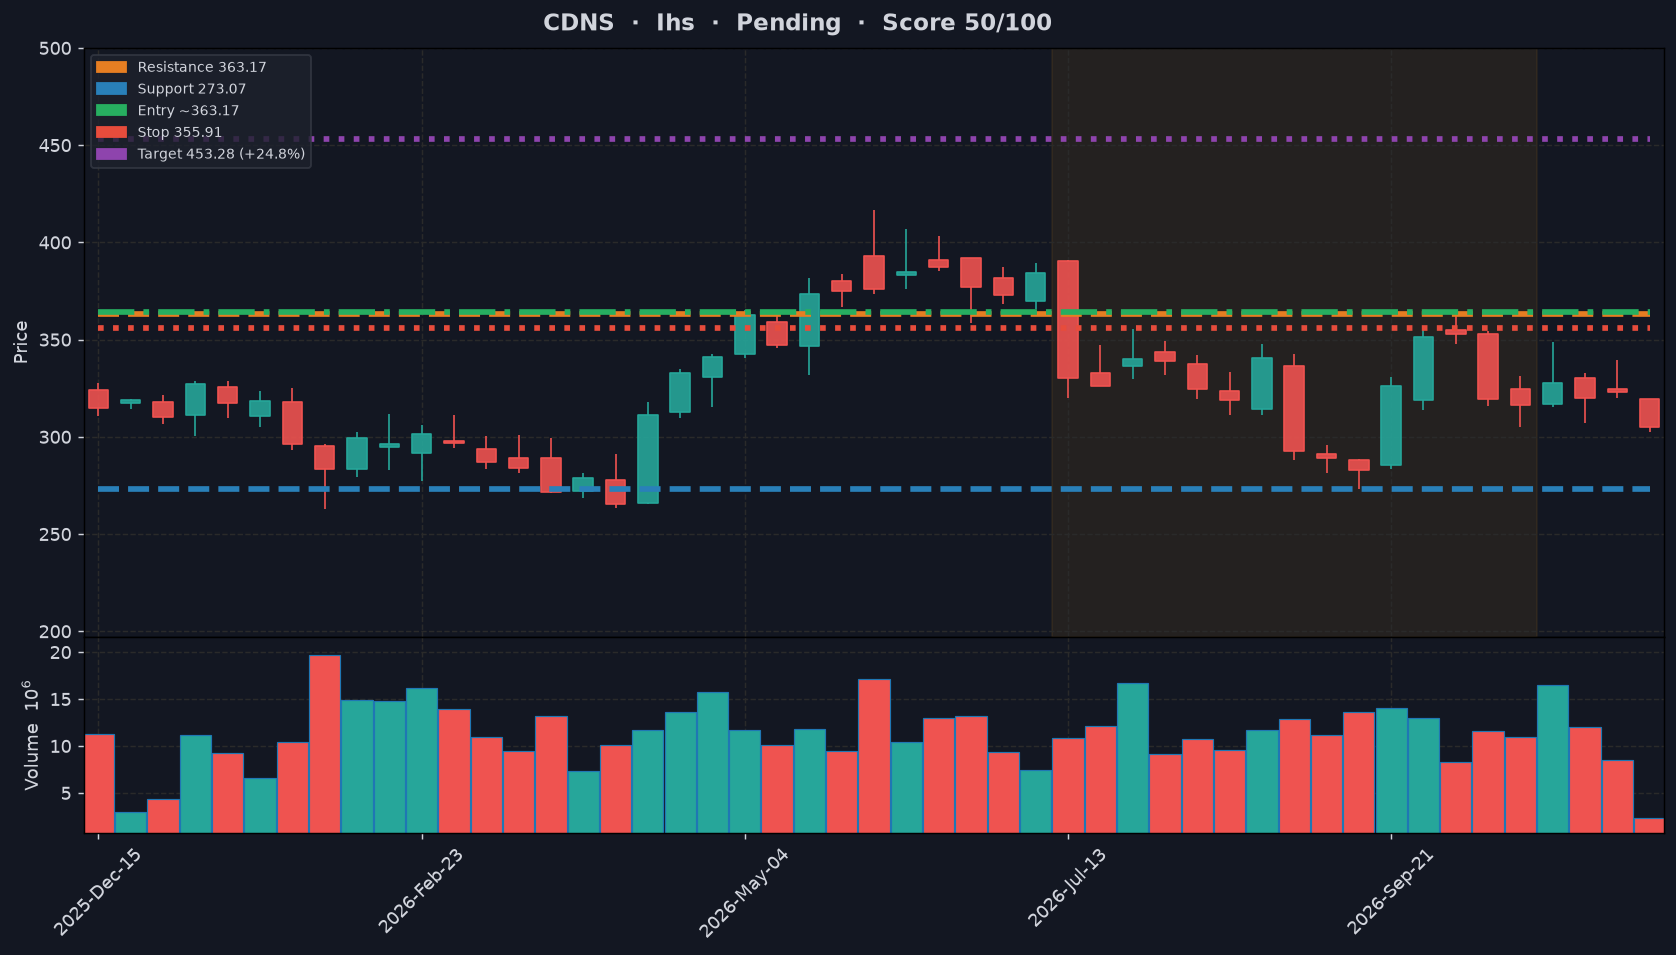 CDNS · Ihs · Pending · Score 50/100
Resistance 363.17
Support 273.07
Entry ~363.17
Stop 355.91
Target 453.28 (+24.8%)
500
450
400
350
300
250
200
Price
20
15
10
5
Volume 10⁶
2025-Dec-15
2026-Feb-23
2026-May-04
2026-Jul-13
2026-Sep-21